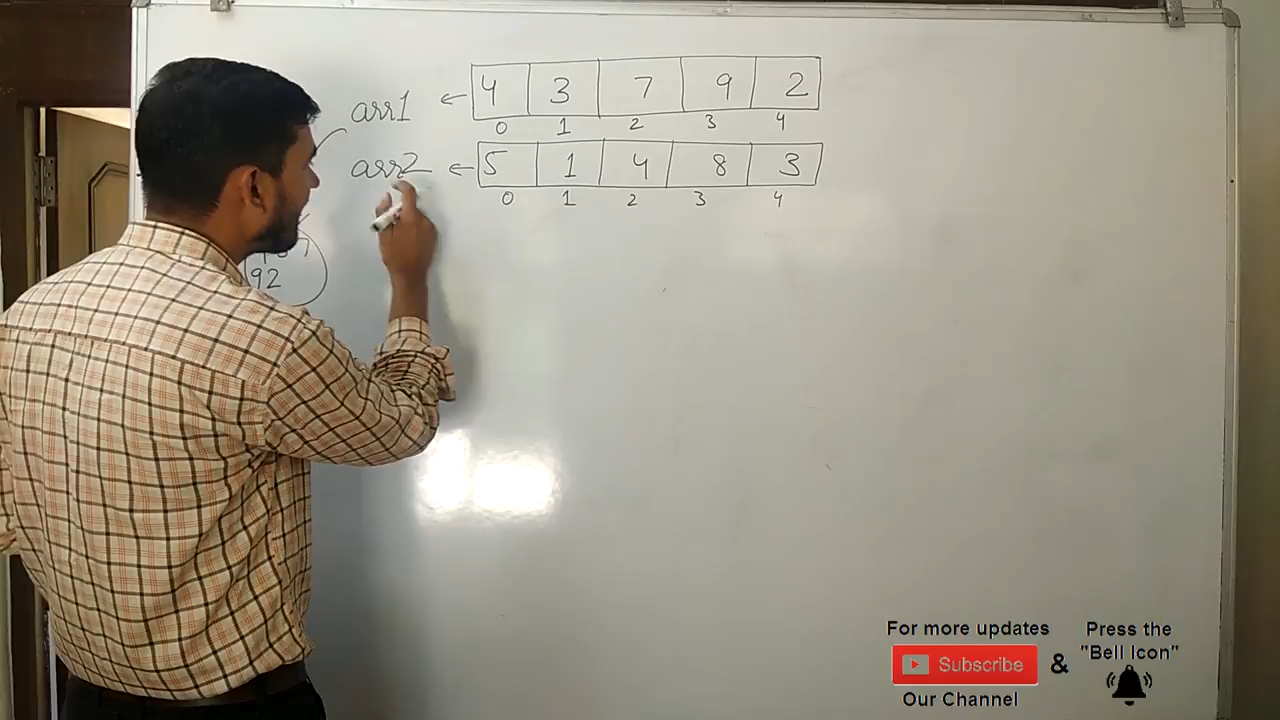 arr1 ← 4 3 7 9 2
0 1 2 3 4
arr2 ← 5 1 4 8 3
0 1 2 3 4
92
For more updates
Subscribe
Our Channel
&
Press the
"Bell Icon"